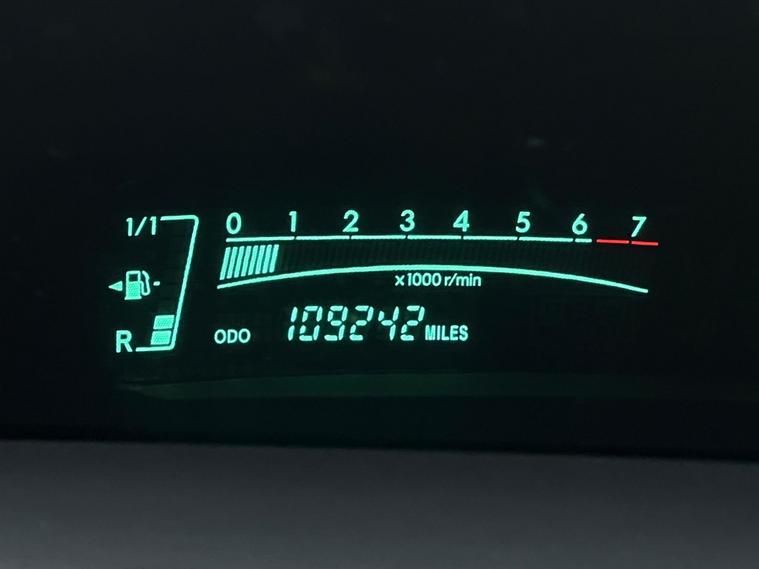 1/1 0 1 2 3 4 5 6 7
x1000 r/min
R ODO 109242 MILES